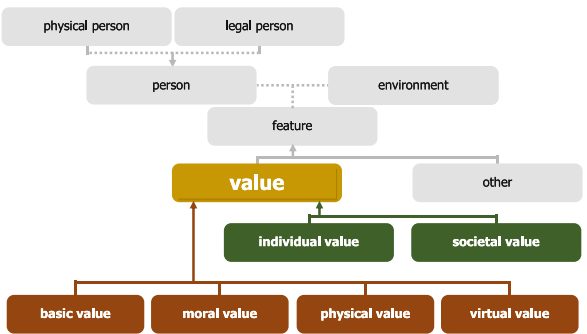 physical person
legal person
person
environment
feature
value
other
individual value
societal value
basic value
moral value
physical value
virtual value